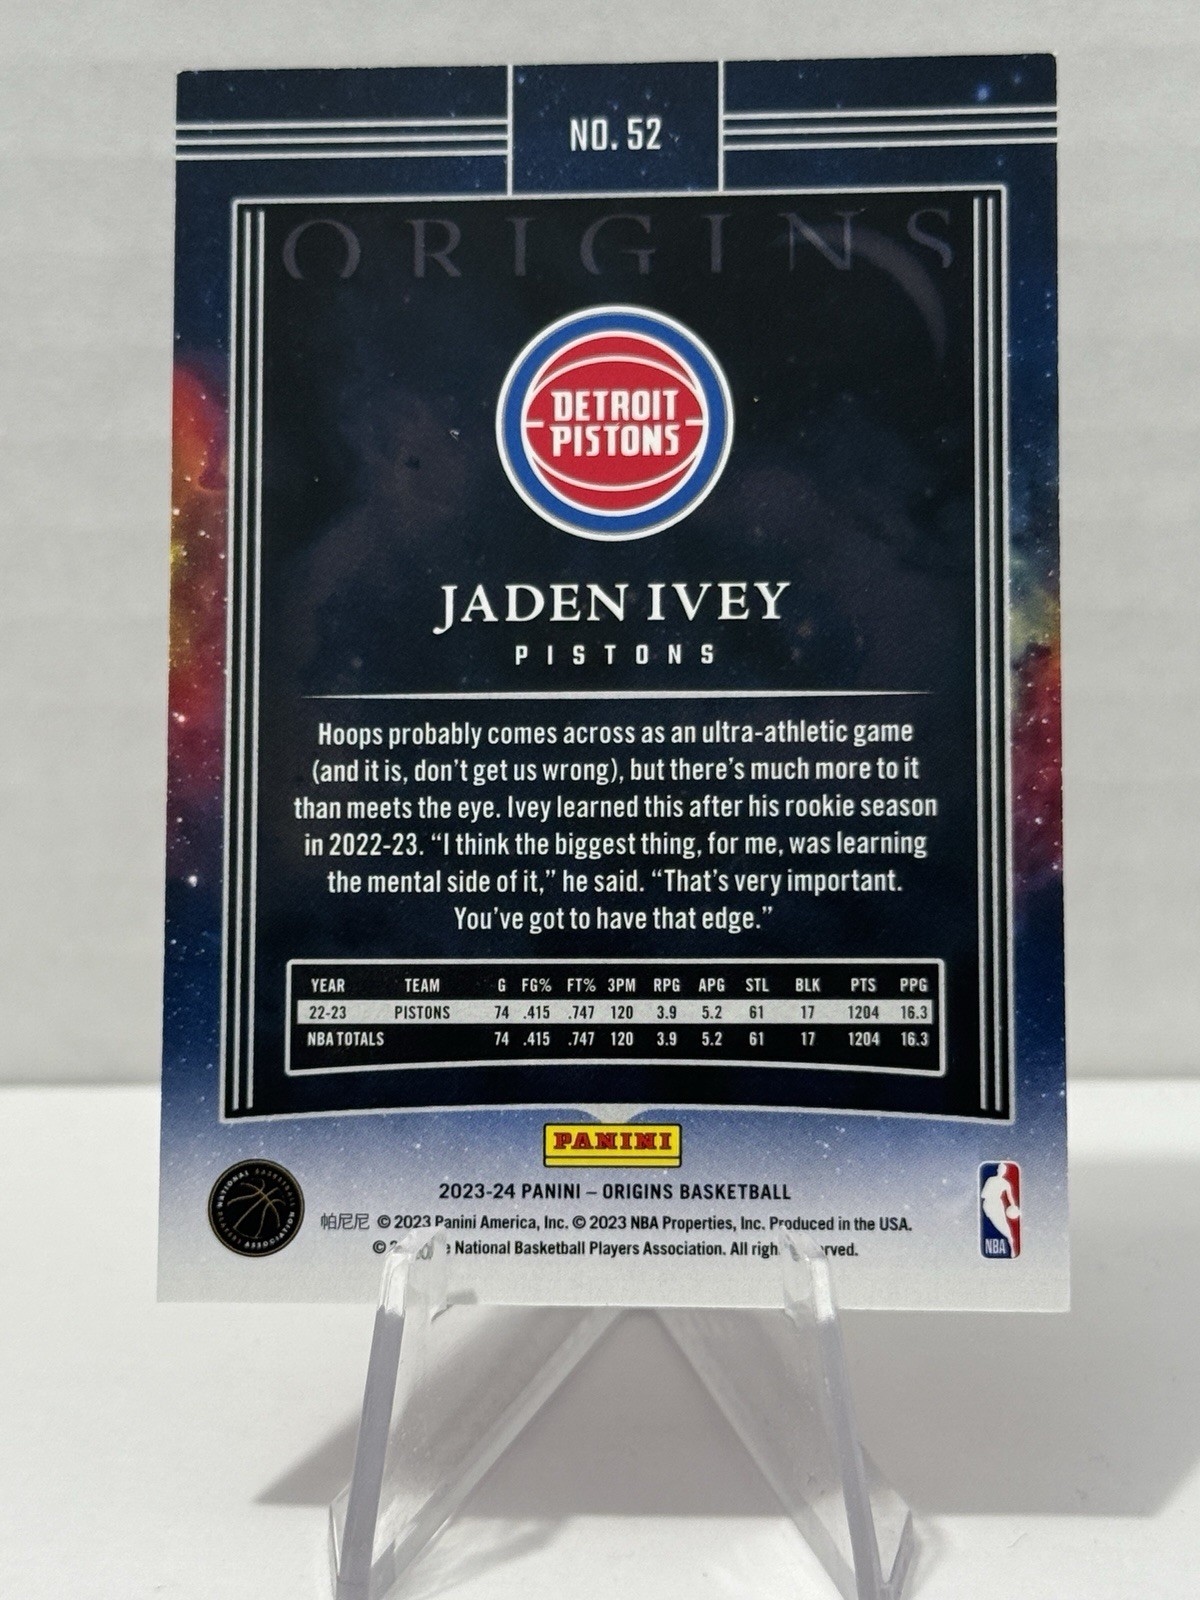 NO. 52
ORIGINS
DETROIT
PISTONS
JADEN IVEY
PISTONS
Hoops probably comes across as an ultra-athletic game
(and it is, don't get us wrong), but there's much more to it
than meets the eye. Ivey learned this after his rookie season
in 2022-23. “I think the biggest thing, for me, was learning
the mental side of it,” he said. “That's very important.
You've got to have that edge.”
YEAR TEAM G FG% FT% 3PM RPG APG STL BLK PTS PPG
22-23 PISTONS 74 .415 .747 120 3.9 5.2 61 17 1204 16.3
NBA TOTALS 74 .415 .747 120 3.9 5.2 61 17 1204 16.3
PANINI
NATIONAL BASKETBALL
PLAYERS ASSOCIATION
2023-24 PANINI – ORIGINS BASKETBALL
帕尼尼 © 2023 Panini America, Inc. © 2023 NBA Properties, Inc. Produced in the USA.
© National Basketball Players Association. All
NBA